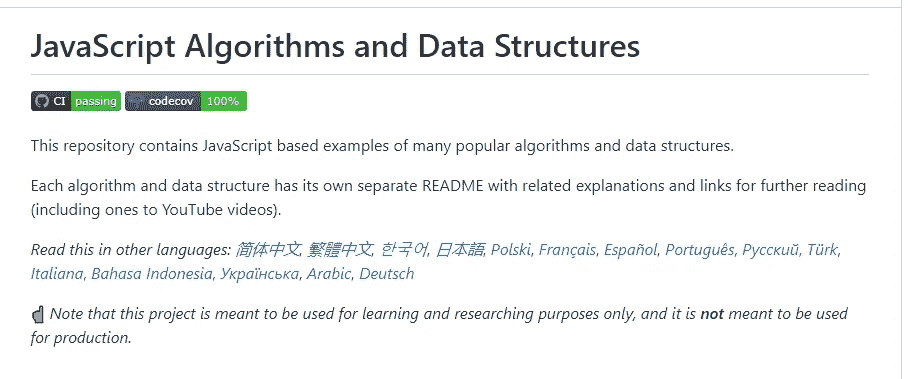 JavaScript Algorithms and Data Structures
CI passing codecov 100%
This repository contains JavaScript based examples of many popular algorithms and data structures.
Each algorithm and data structure has its own separate README with related explanations and links for further reading
(including ones to YouTube videos).
Read this in other languages: 简体中文, 繁體中文, 한국어, 日本語, Polski, Français, Español, Português, Русский, Türk,
Italiana, Bahasa Indonesia, Українська, Arabic, Deutsch
☝ Note that this project is meant to be used for learning and researching purposes only, and it is not meant to be used
for production.